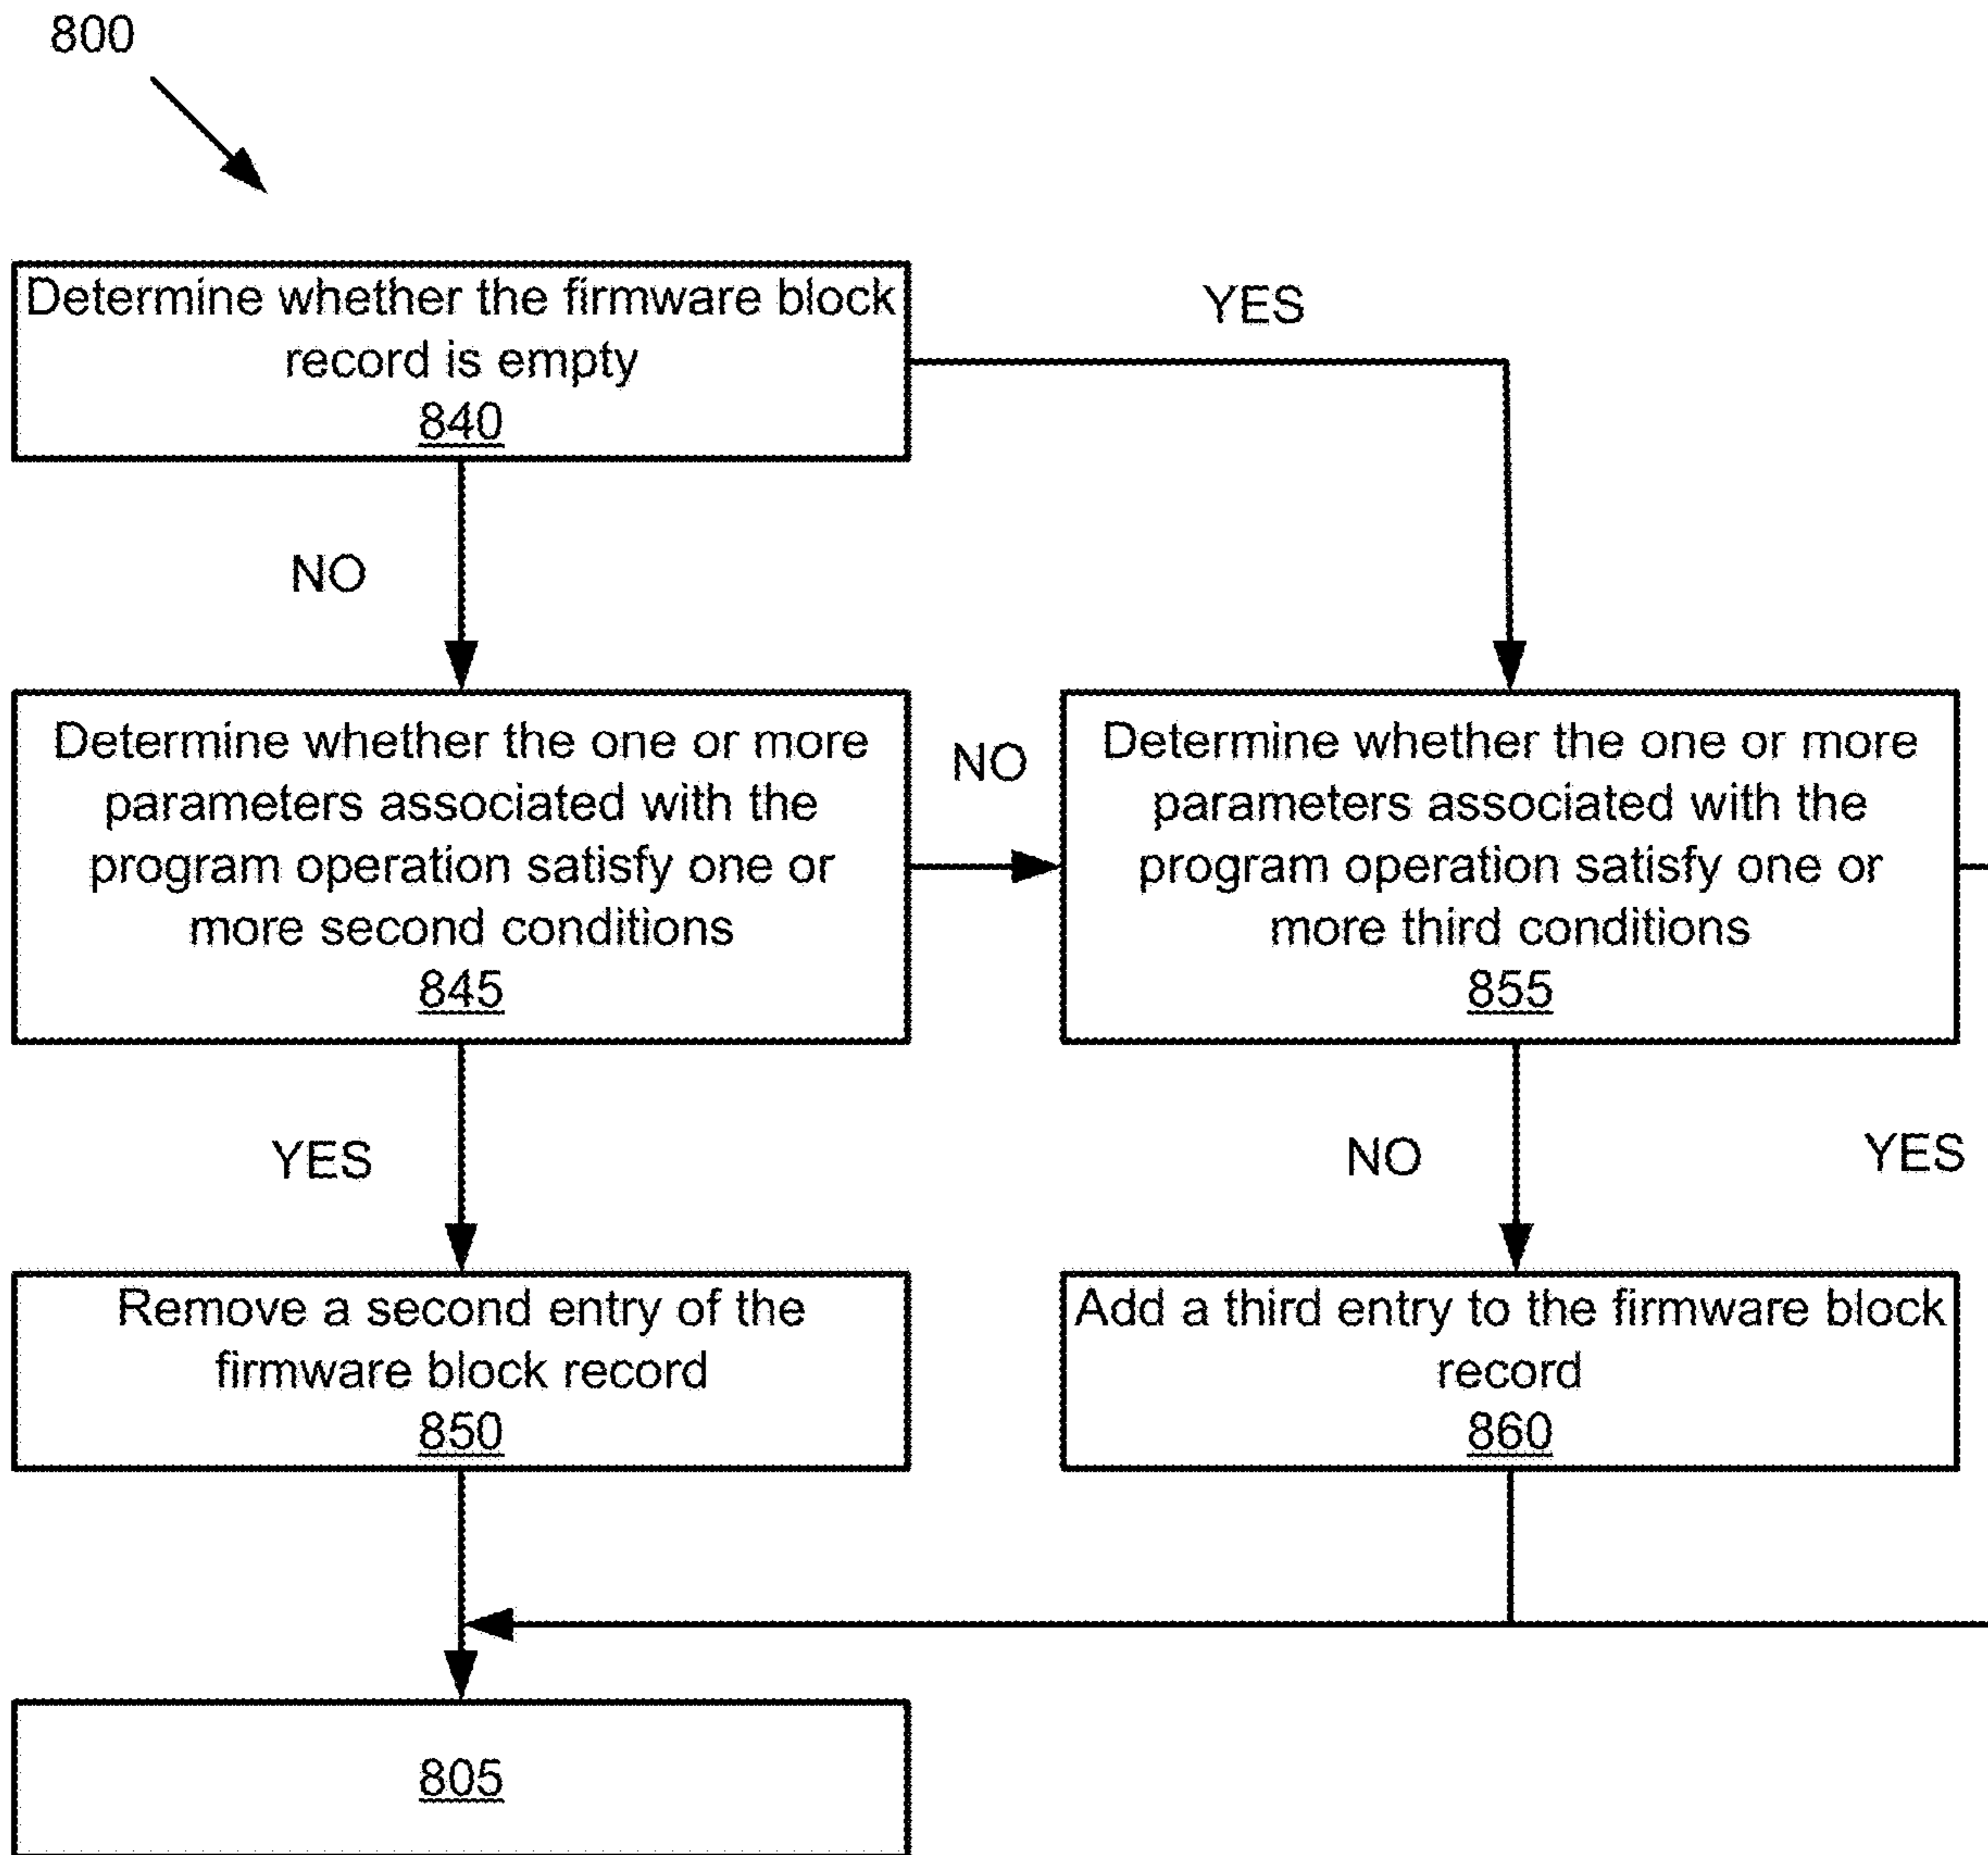 800
Determine whether the firmware block
record is empty
840
YES
NO
Determine whether the one or more
parameters associated with the
program operation satisfy one or
more second conditions
845
NO
Determine whether the one or more
parameters associated with the
program operation satisfy one or
more third conditions
855
YES
NO
YES
Remove a second entry of the
firmware block record
850
Add a third entry to the firmware block
record
860
805